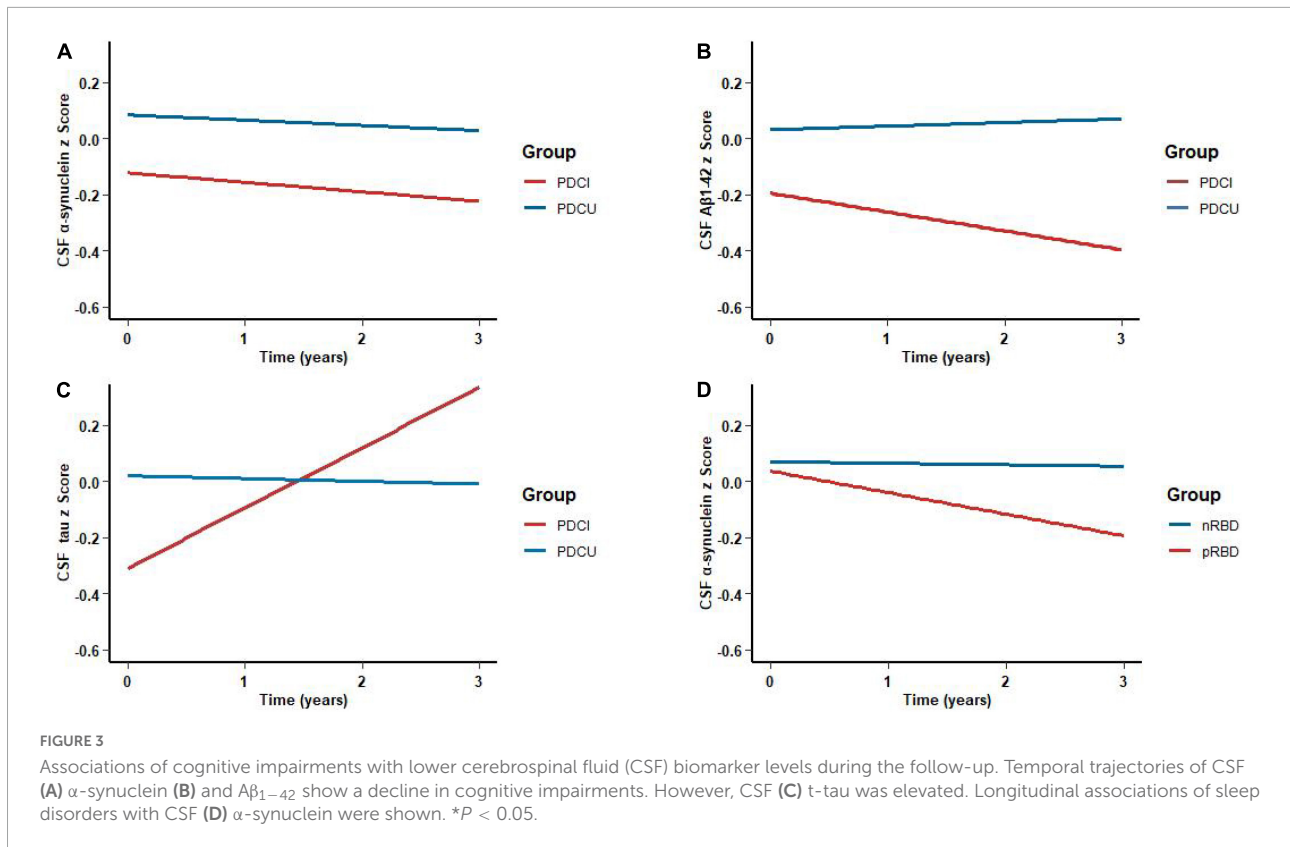 A
CSF α-synuclein z Score
0.2
0.0
-0.2
-0.4
-0.6
0 1 2 3
Time (years)
Group
PDCI
PDCU
B
CSF Aβ1-42 z Score
0.2
0.0
-0.2
-0.4
-0.6
0 1 2 3
Time (years)
Group
PDCI
PDCU
C
CSF tau z Score
0.2
0.0
-0.2
-0.4
-0.6
0 1 2 3
Time (years)
Group
PDCI
PDCU
D
CSF α-synuclein z Score
0.2
0.0
-0.2
-0.4
-0.6
0 1 2 3
Time (years)
Group
nRBD
pRBD
FIGURE 3
Associations of cognitive impairments with lower cerebrospinal fluid (CSF) biomarker levels during the follow-up. Temporal trajectories of CSF
(A) α-synuclein (B) and Aβ1−42 show a decline in cognitive impairments. However, CSF (C) t-tau was elevated. Longitudinal associations of sleep
disorders with CSF (D) α-synuclein were shown. *P < 0.05.